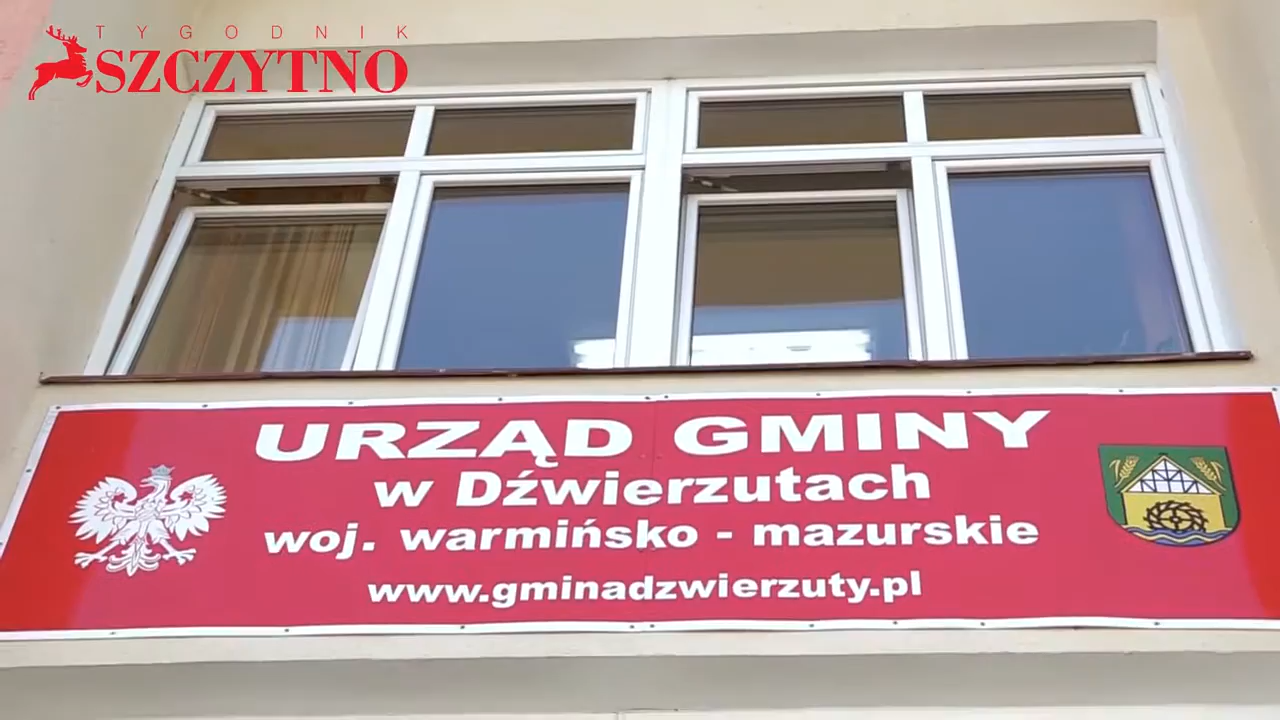 TYGODNIK
SZCZYTNO
URZĄD GMINY
w Dźwierzutach
woj. warmińsko - mazurskie
www.gminadzwierzuty.pl